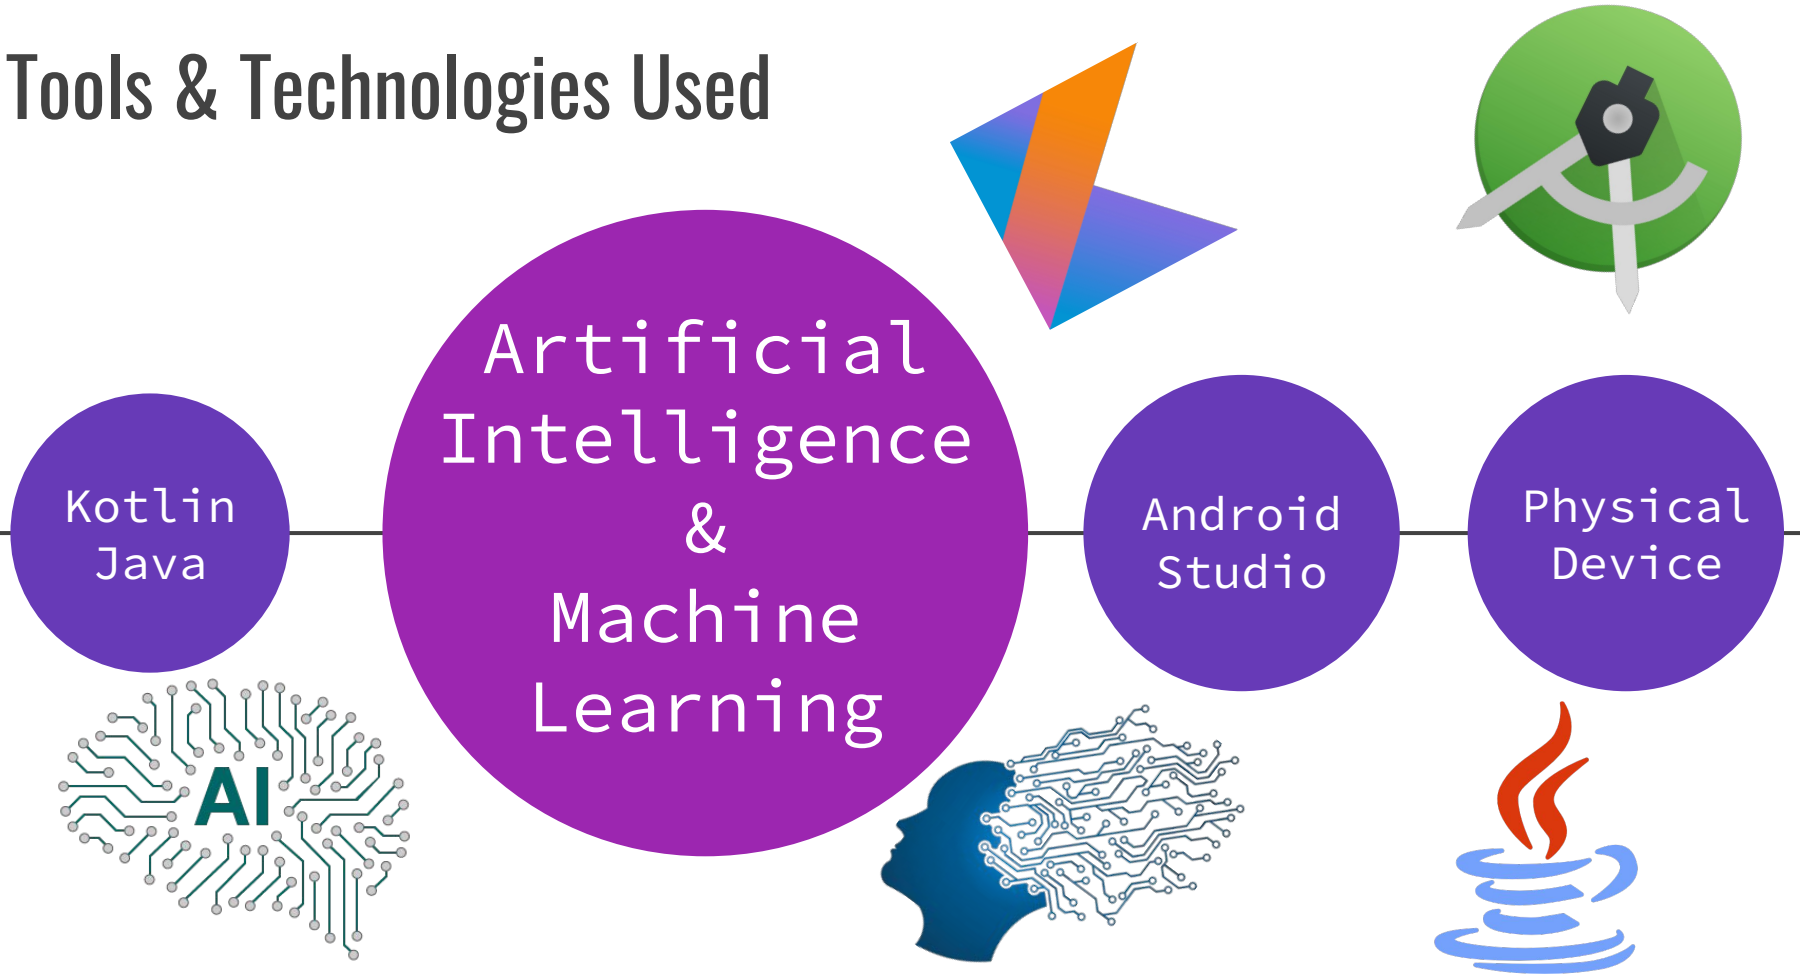 Tools & Technologies Used
Kotlin
Java
Artificial
Intelligence
&
Machine
Learning
Android
Studio
Physical
Device
AI